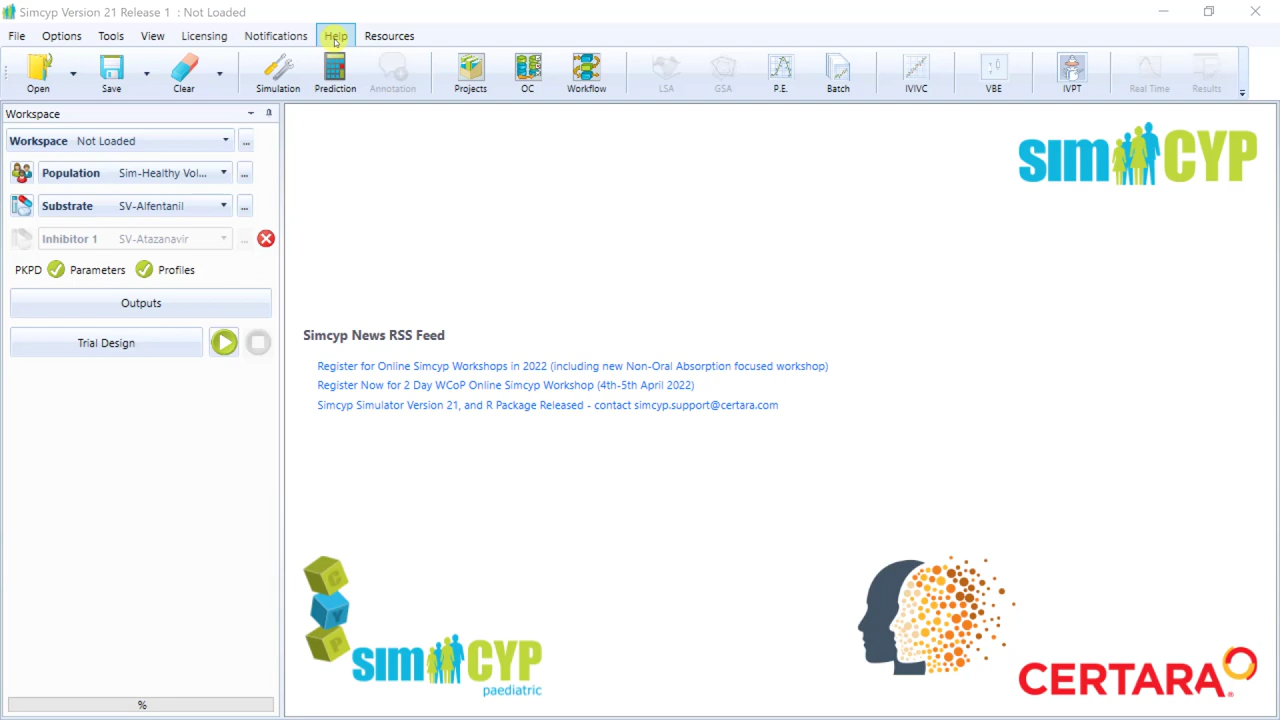 Simcyp Version 21 Release 1 : Not Loaded
File Options Tools View Licensing Notifications Help Resources
Open Save Clear Simulation Prediction Annotation Projects OC Workflow LSA GSA P.E. Batch IVIVC VBE IVPT Real Time Results
Workspace
Workspace Not Loaded ...
Population Sim-Healthy Vol... ...
Substrate SV-Alfentanil ...
Inhibitor 1 SV-Atazanavir ...
PKPD Parameters Profiles
Outputs
Trial Design
%
simCYP
Simcyp News RSS Feed
Register for Online Simcyp Workshops in 2022 (including new Non-Oral Absorption focused workshop)
Register Now for 2 Day WCoP Online Simcyp Workshop (4th-5th April 2022)
Simcyp Simulator Version 21, and R Package Released - contact simcyp.support@certara.com
C
Y
P
simCYP
paediatric
CERTARA